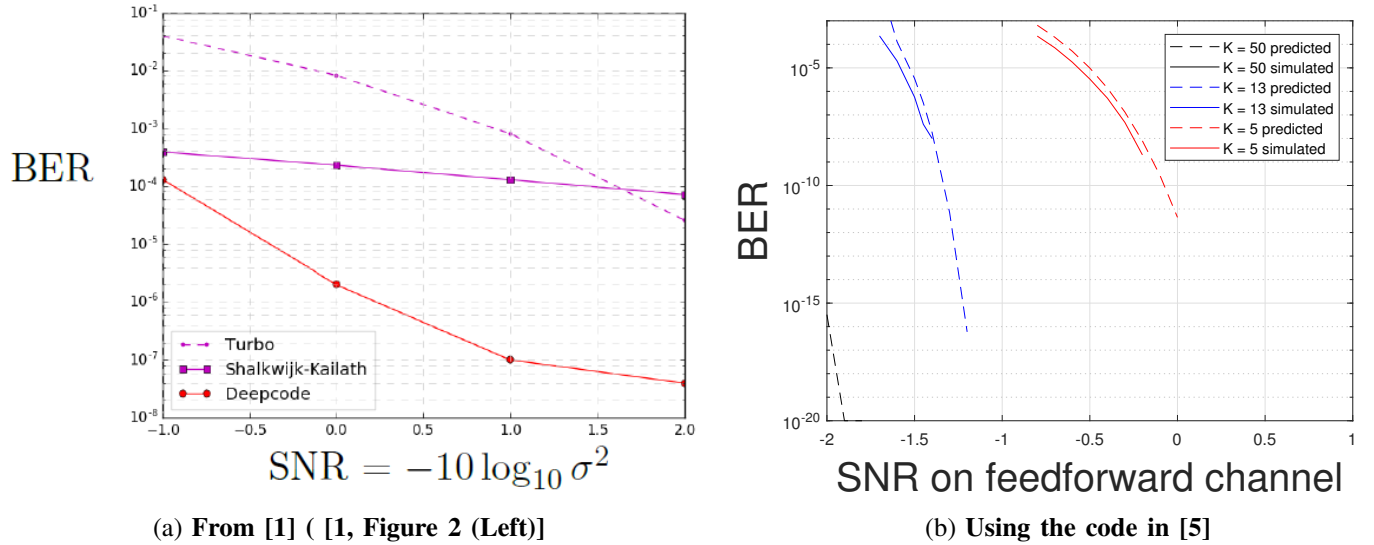 10^-1
10^-2
10^-3
10^-4
10^-5
10^-6
10^-7
10^-8
BER
Turbo
Shalkwijk-Kailath
Deepcode
−1.0 −0.5 0.0 0.5 1.0 1.5 2.0
SNR = −10 log₁₀ σ²
(a) From [1] ( [1, Figure 2 (Left)]
10^-5
10^-10
10^-15
10^-20
BER
K = 50 predicted
K = 50 simulated
K = 13 predicted
K = 13 simulated
K = 5 predicted
K = 5 simulated
-2 -1.5 -1 -0.5 0 0.5 1
SNR on feedforward channel
(b) Using the code in [5]